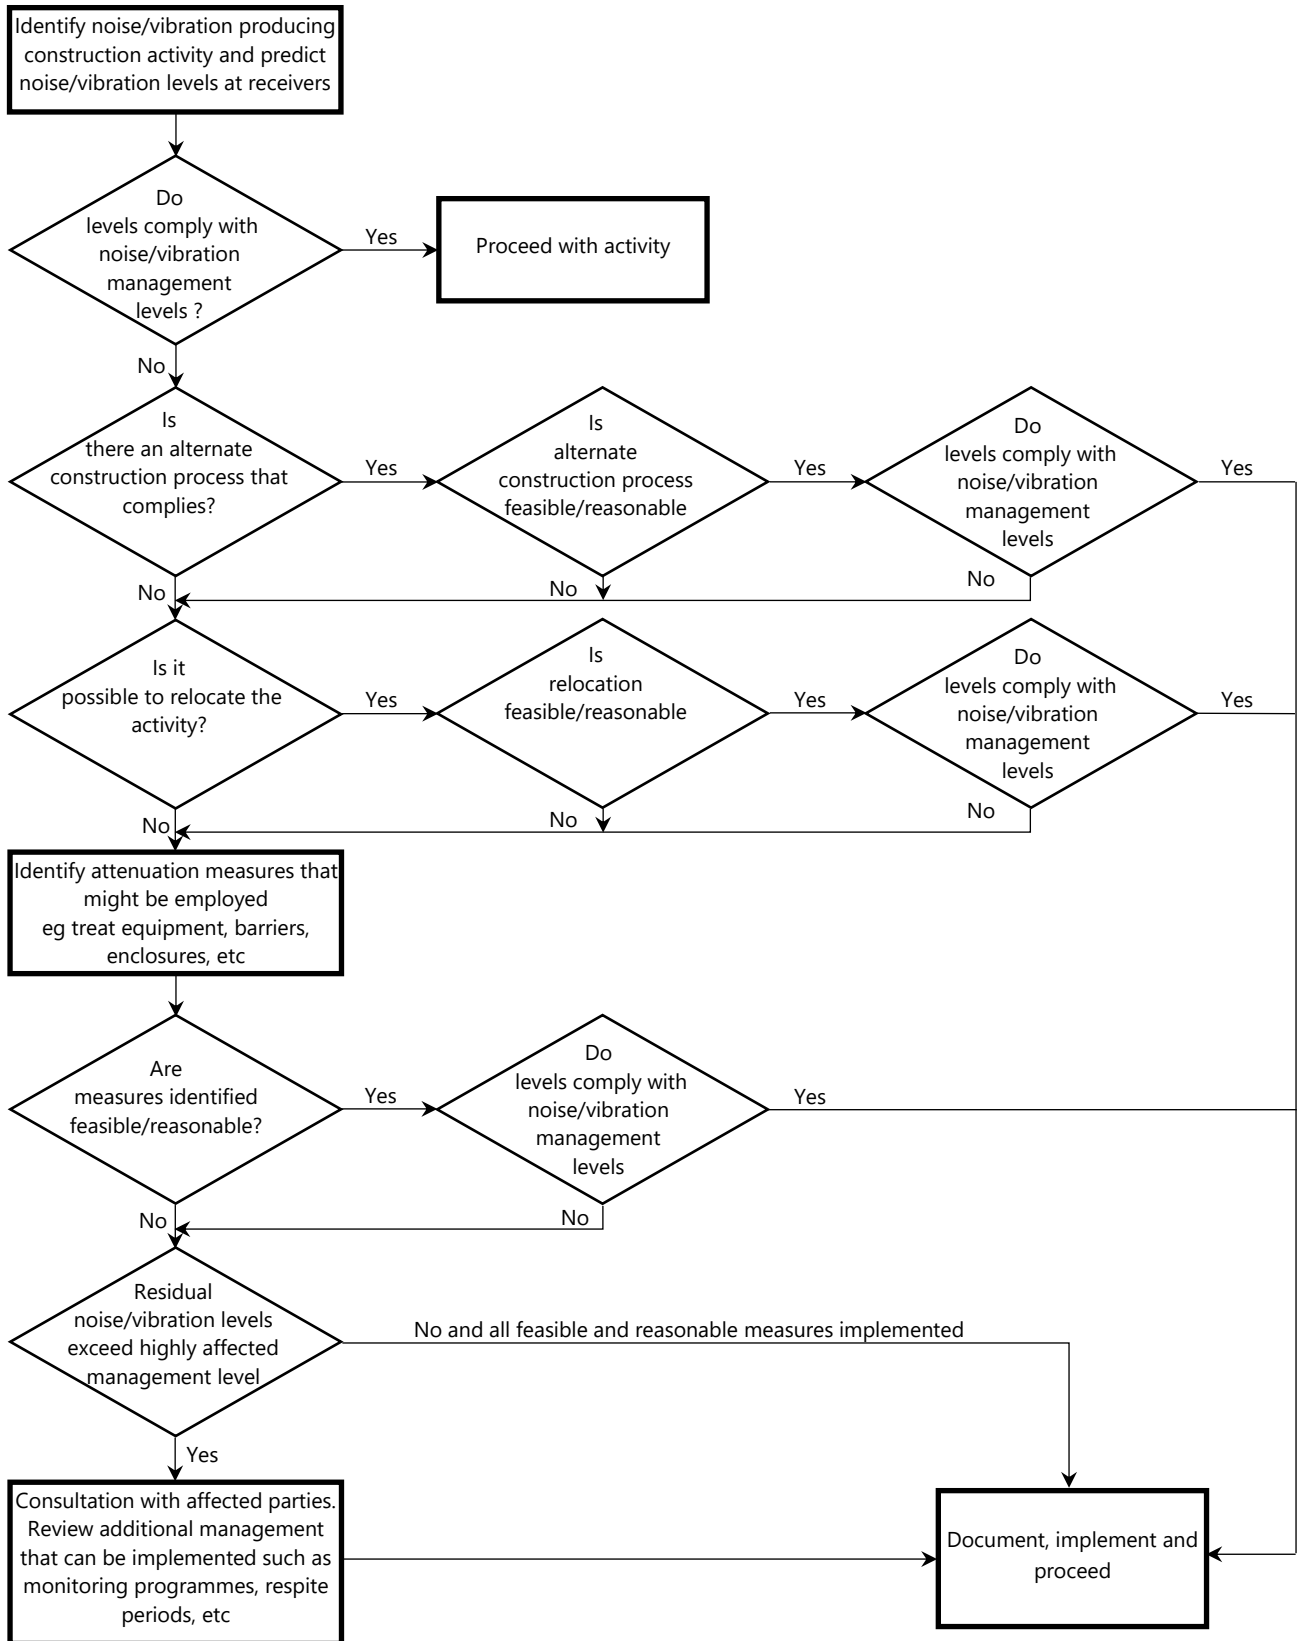 Identify noise/vibration producing
construction activity and predict
noise/vibration levels at receivers
Do
levels comply with
noise/vibration
management
levels ?
Yes
Proceed with activity
No
Is
there an alternate
construction process that
complies?
Yes
Is
alternate
construction process
feasible/reasonable
Yes
Do
levels comply with
noise/vibration
management
levels
Yes
No
No
No
Is it
possible to relocate the
activity?
Yes
Is
relocation
feasible/reasonable
Yes
Do
levels comply with
noise/vibration
management
levels
Yes
No
No
No
Identify attenuation measures that
might be employed
eg treat equipment, barriers,
enclosures, etc
Are
measures identified
feasible/reasonable?
Yes
Do
levels comply with
noise/vibration
management
levels
Yes
No
No
Residual
noise/vibration levels
exceed highly affected
management level
No and all feasible and reasonable measures implemented
Yes
Consultation with affected parties.
Review additional management
that can be implemented such as
monitoring programmes, respite
periods, etc
Document, implement and
proceed